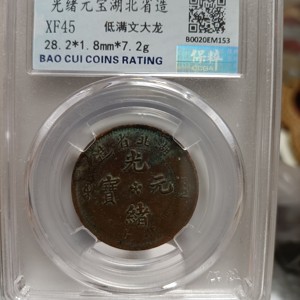 光绪元宝湖北省造
XF45 低满文大龙
28.2*1.8mm*7.2g
BAO CUI COINS RATING
B0020EM153
保粹
光
元
寶
緒